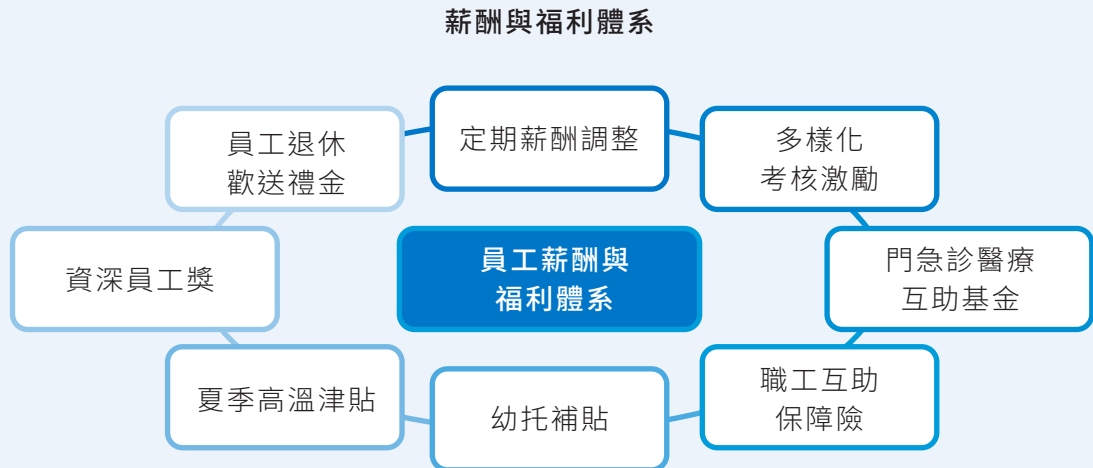 薪酬與福利體系
定期薪酬調整
多樣化
考核激勵
門急診醫療
互助基金
職工互助
保障險
幼托補貼
夏季高溫津貼
資深員工獎
員工退休
歡送禮金
員工薪酬與
福利體系